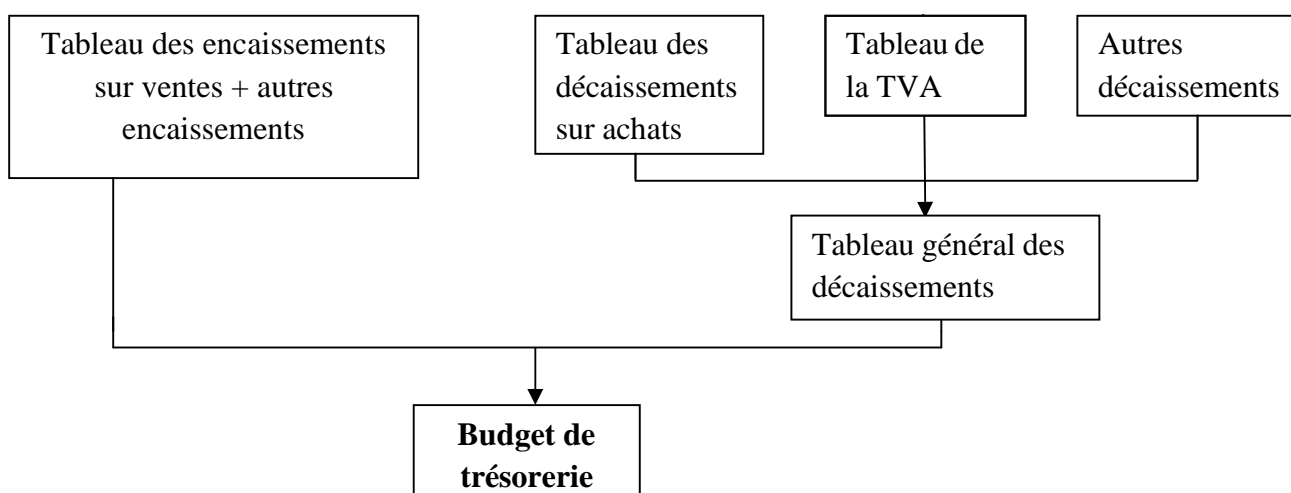 Tableau des encaissements
sur ventes + autres
encaissements
Tableau des
décaissements
sur achats
Tableau de
la TVA
Autres
décaissements
Tableau général des
décaissements
Budget de
trésorerie